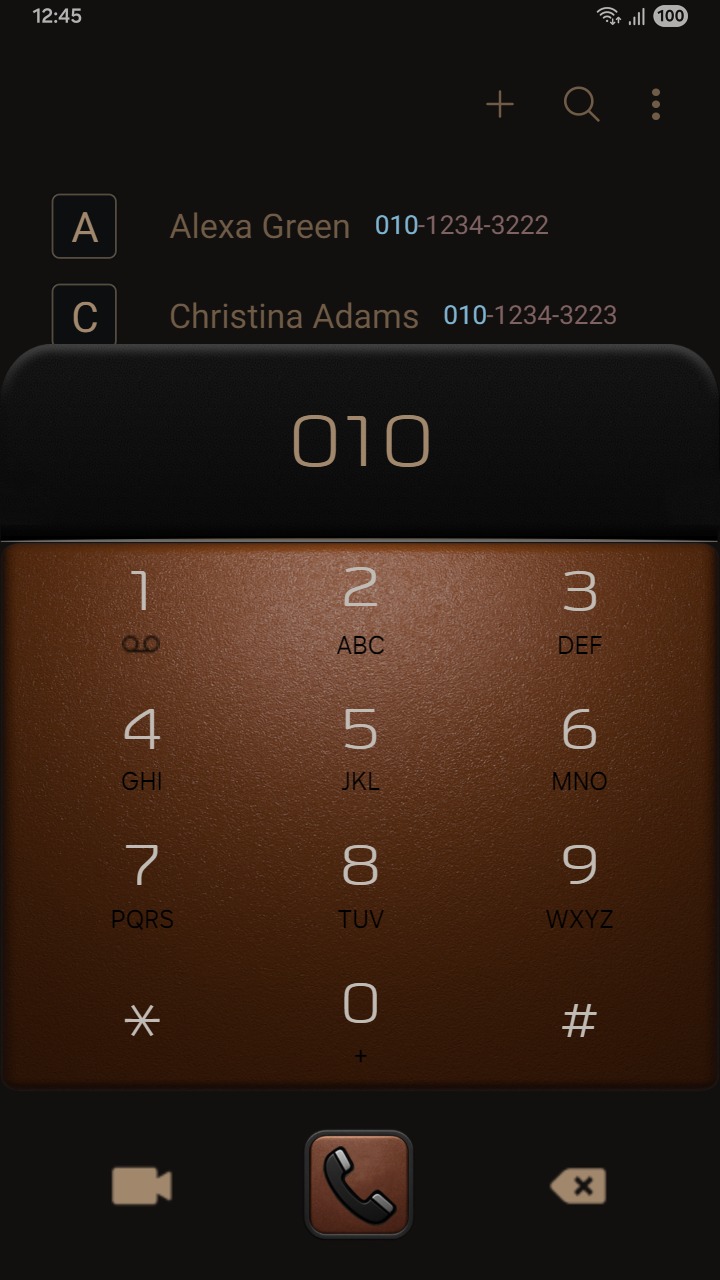 12:45 100
A Alexa Green 010-1234-3222
C Christina Adams 010-1234-3223
010
1 2 3
ABC DEF
4 5 6
GHI JKL MNO
7 8 9
PQRS TUV WXYZ
* 0 #
+